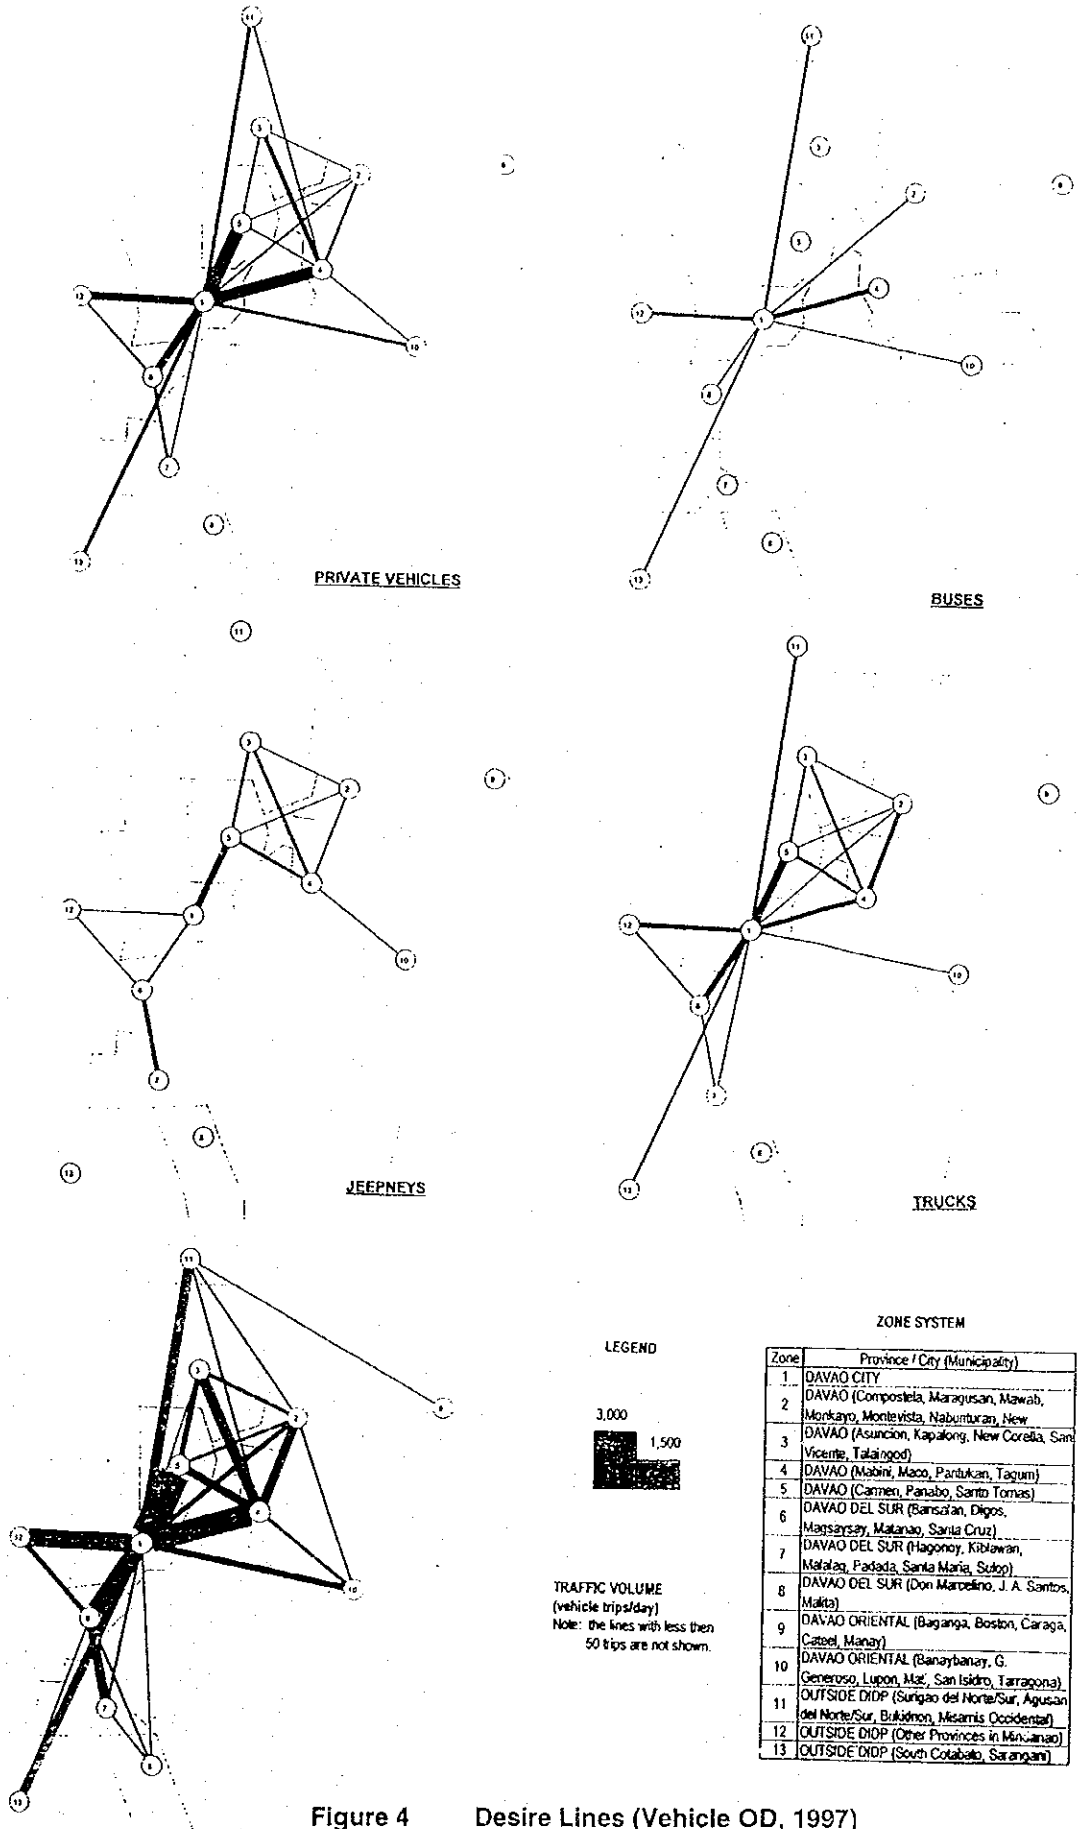 PRIVATE VEHICLES
BUSES
JEEPNEYS
TRUCKS
LEGEND
3,000
1,500
TRAFFIC VOLUME
(vehicle trips/day)
Note: the lines with less then
50 trips are not shown.
ZONE SYSTEM
Zone Province / City (Municipality)
1 DAVAO CITY
2 DAVAO (Compostela, Maragusan, Mawab,
Monkayo, Montevista, Nabunturan, New
3 DAVAO (Asuncion, Kapalong, New Corella, San
Vicente, Talaingod)
4 DAVAO (Mabini, Maco, Pantukan, Tagum)
5 DAVAO (Carmen, Panabo, Santo Tomas)
6 DAVAO DEL SUR (Bansalan, Digos,
Magsaysay, Matanao, Santa Cruz)
7 DAVAO DEL SUR (Hagonoy, Kiblawan,
Malalag, Padada, Santa Maria, Sulop)
8 DAVAO DEL SUR (Don Marcelino, J. A. Santos,
Malita)
9 DAVAO ORIENTAL (Baganga, Boston, Caraga,
Cateel, Manay)
10 DAVAO ORIENTAL (Banaybanay, G.
Generoso, Lupon, Mati, San Isidro, Tarragona)
11 OUTSIDE DIDP (Surigao del Norte/Sur, Agusan
del Norte/Sur, Bukidnon, Misamis Occidental)
12 OUTSIDE DIDP (Other Provinces in Mindanao)
13 OUTSIDE DIDP (South Cotabato, Sarangani)
Figure 4 Desire Lines (Vehicle OD, 1997)